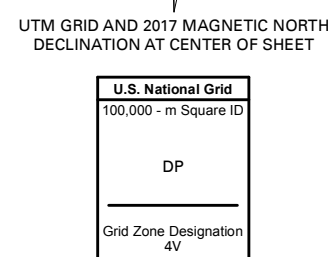 UTM GRID AND 2017 MAGNETIC NORTH
DECLINATION AT CENTER OF SHEET
U.S. National Grid
100,000 - m Square ID
DP
Grid Zone Designation
4V